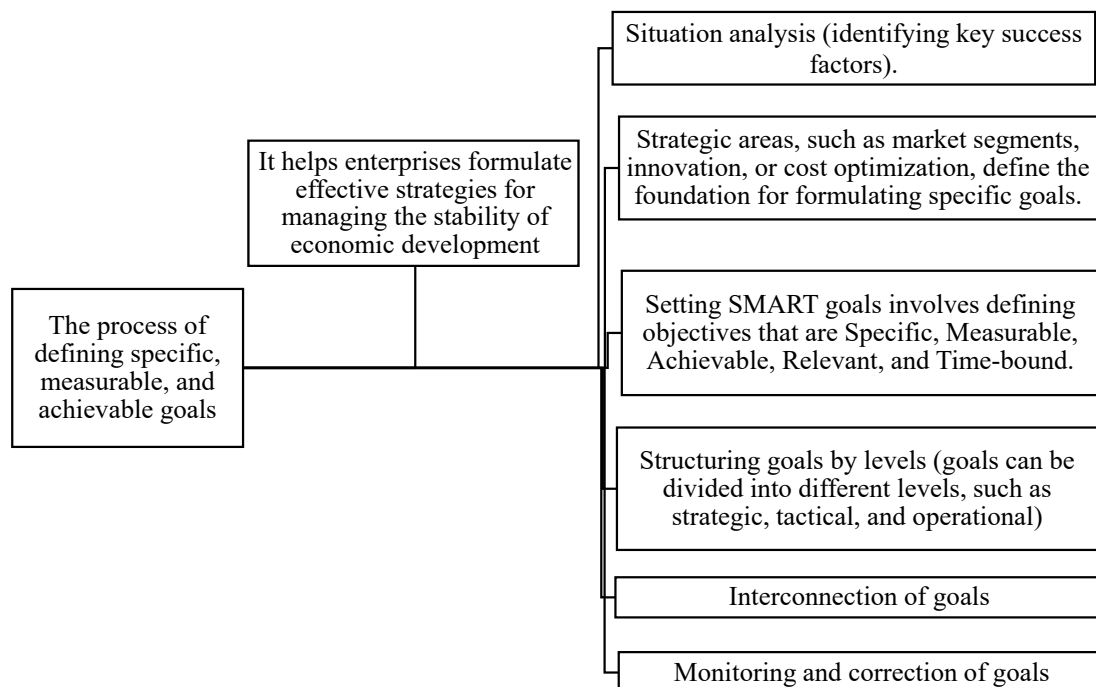 The process of
defining specific,
measurable, and
achievable goals
It helps enterprises formulate
effective strategies for
managing the stability of
economic development
Situation analysis (identifying key success
factors).
Strategic areas, such as market segments,
innovation, or cost optimization, define the
foundation for formulating specific goals.
Setting SMART goals involves defining
objectives that are Specific, Measurable,
Achievable, Relevant, and Time-bound.
Structuring goals by levels (goals can be
divided into different levels, such as
strategic, tactical, and operational)
Interconnection of goals
Monitoring and correction of goals